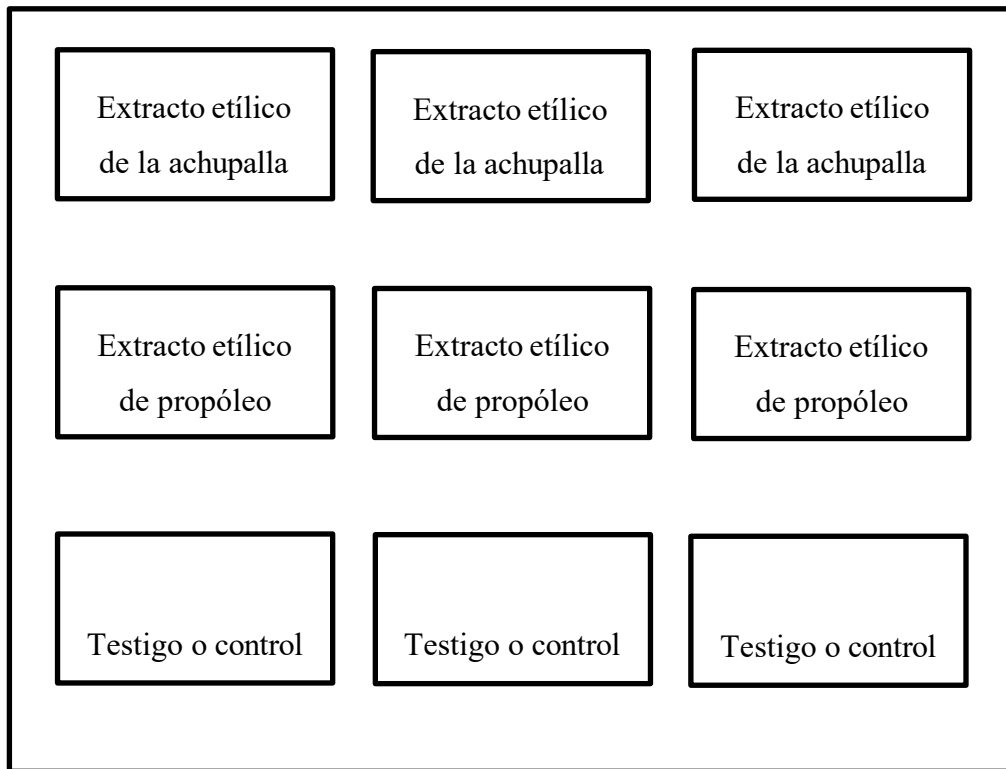 Extracto etílico
de la achupalla
Extracto etílico
de la achupalla
Extracto etílico
de la achupalla
Extracto etílico
de propóleo
Extracto etílico
de propóleo
Extracto etílico
de propóleo
Testigo o control
Testigo o control
Testigo o control